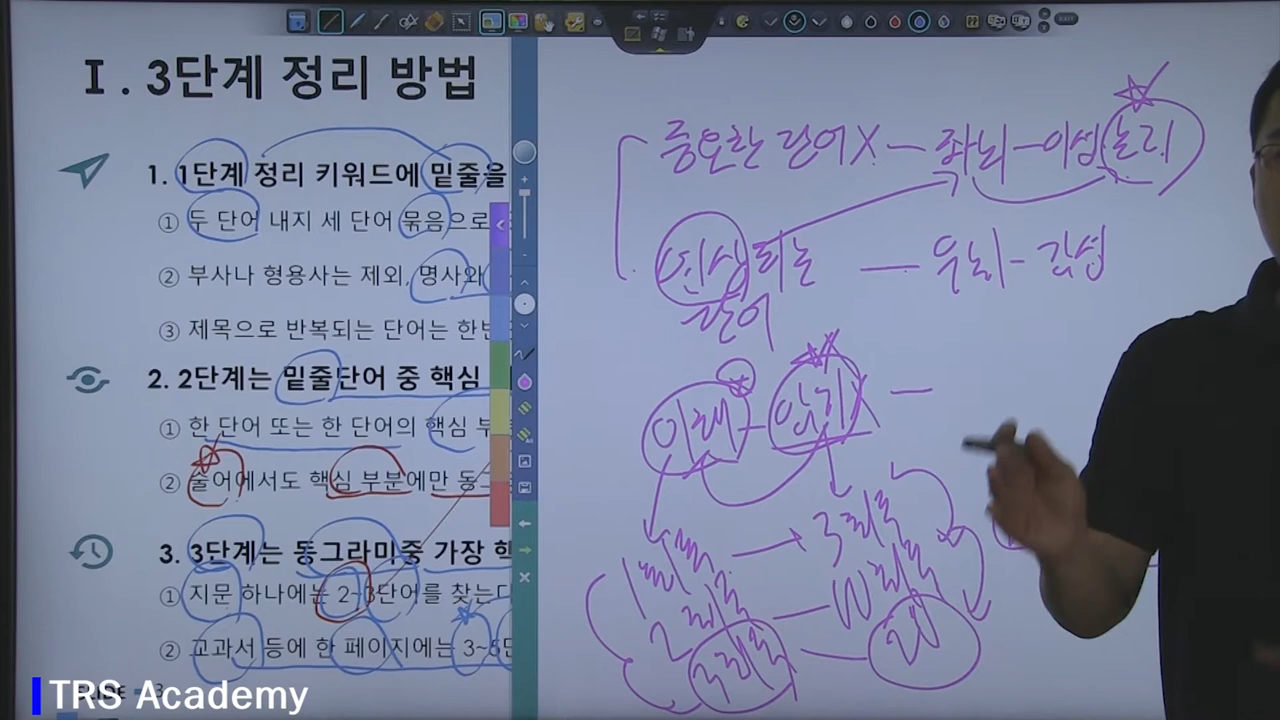 Ⅰ. 3단계 정리 방법
1. 1단계 정리 키워드에 밑줄을
① 두 단어 내지 세 단어 묶음으로
② 부사나 형용사는 제외, 명사와
③ 제목으로 반복되는 단어는 한번
2. 2단계는 밑줄단어 중 핵심
① 한 단어 또는 한 단어의 핵심 부
② 술어에서도 핵심 부분에만 동그
3. 3단계는 동그라미중 가장 핵
① 지문 하나에는 2~3단어를 찾는다
② 교과서 등에 한 페이지에는 3~5단
중요한 단어 X - 좌뇌 - 이성 논리
연상되는 - 우뇌 - 감성
단어
이해 - 암기 -
3회독
2회독 - 10회독
3회독 - 20
TRS Academy